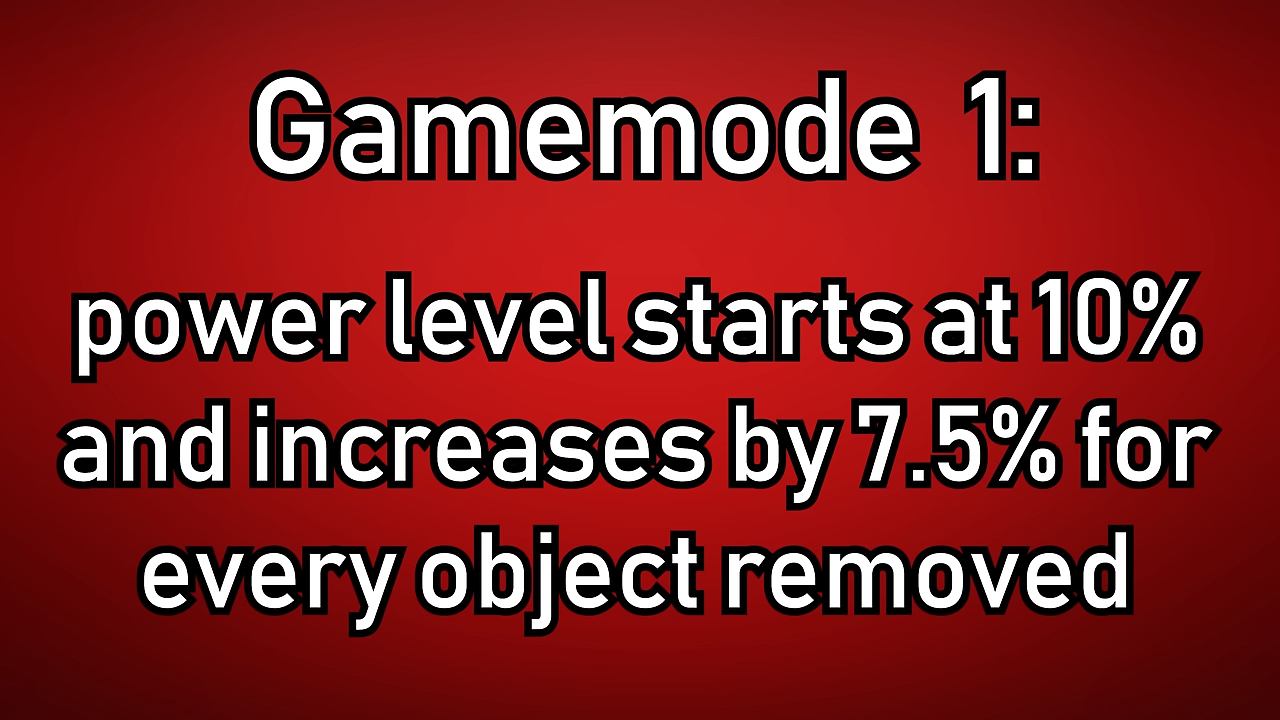 Gamemode 1:
power level starts at 10%
and increases by 7.5% for
every object removed